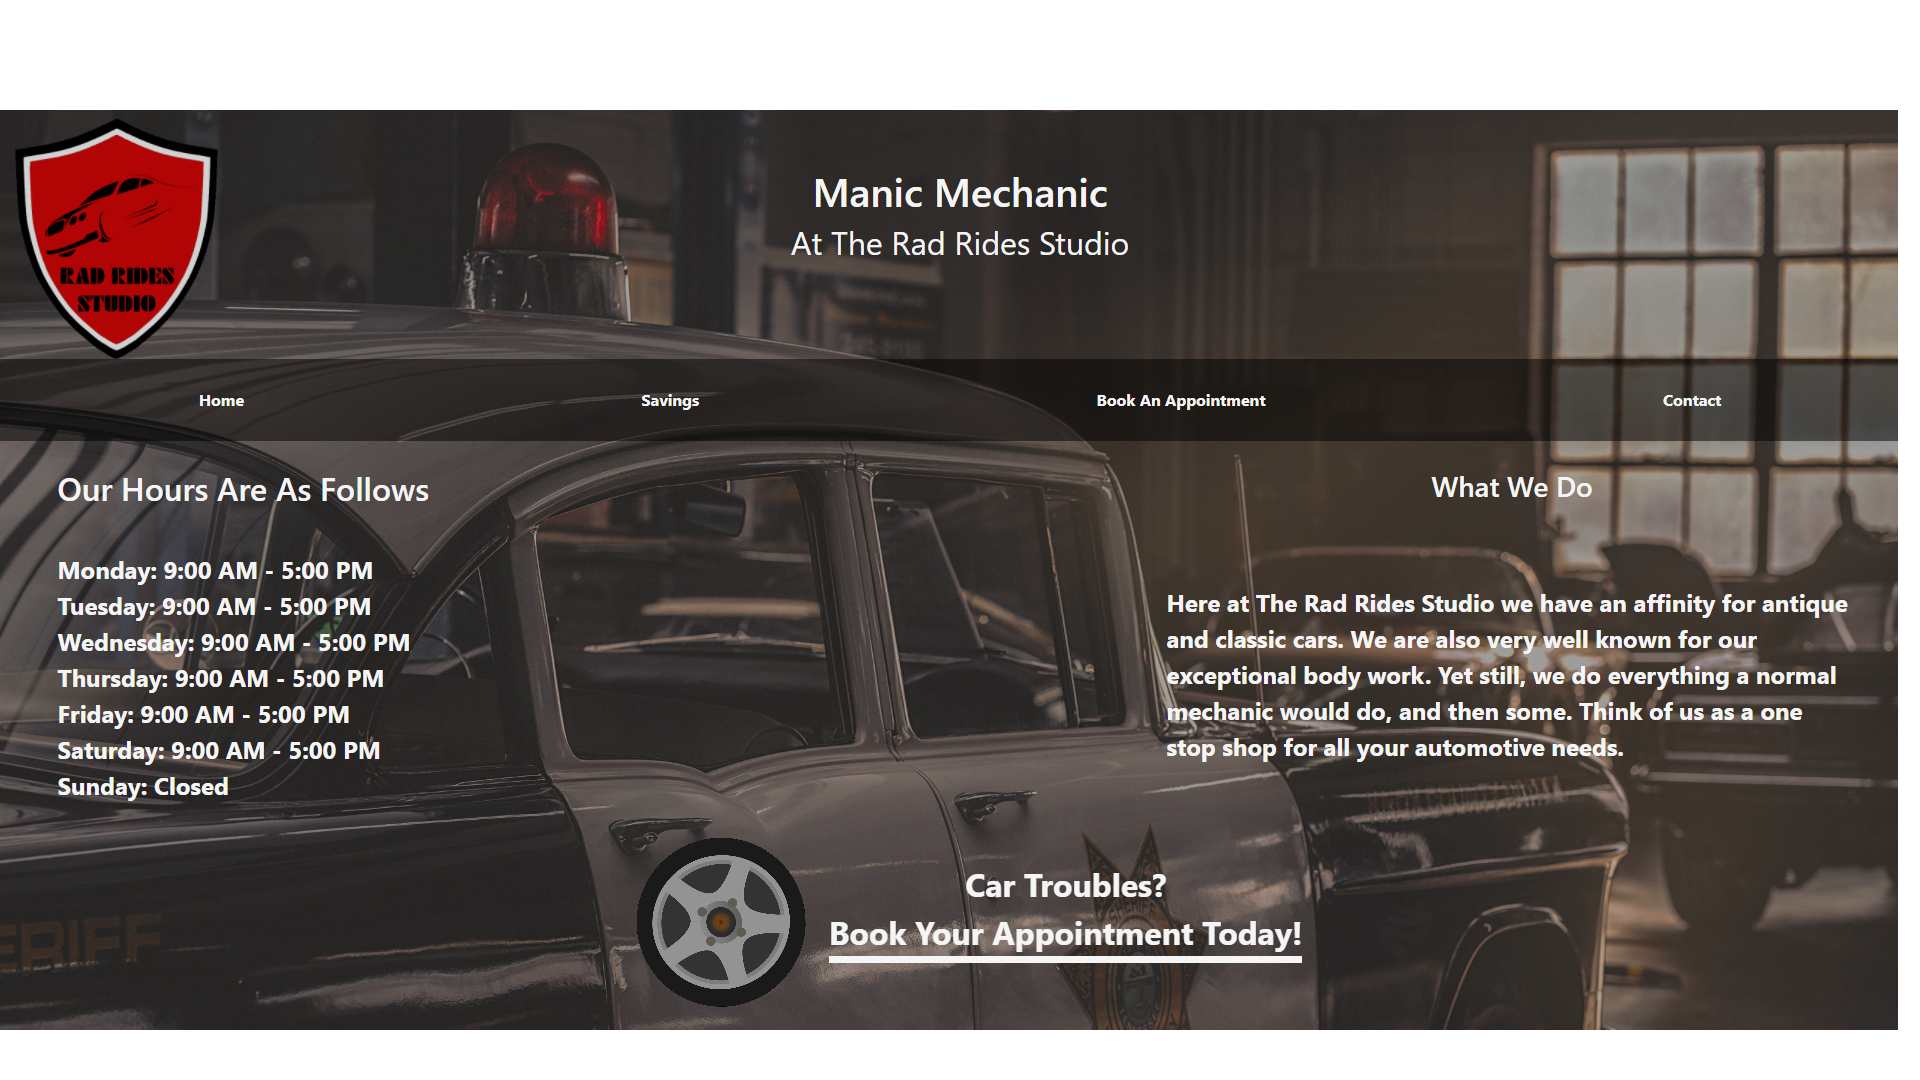 RAD RIDES
STUDIO
Manic Mechanic
At The Rad Rides Studio
Home
Savings
Book An Appointment
Contact
Our Hours Are As Follows
Monday: 9:00 AM - 5:00 PM
Tuesday: 9:00 AM - 5:00 PM
Wednesday: 9:00 AM - 5:00 PM
Thursday: 9:00 AM - 5:00 PM
Friday: 9:00 AM - 5:00 PM
Saturday: 9:00 AM - 5:00 PM
Sunday: Closed
What We Do
Here at The Rad Rides Studio we have an affinity for antique
and classic cars. We are also very well known for our
exceptional body work. Yet still, we do everything a normal
mechanic would do, and then some. Think of us as a one
stop shop for all your automotive needs.
Car Troubles?
Book Your Appointment Today!
ERIFF
SHERIFF